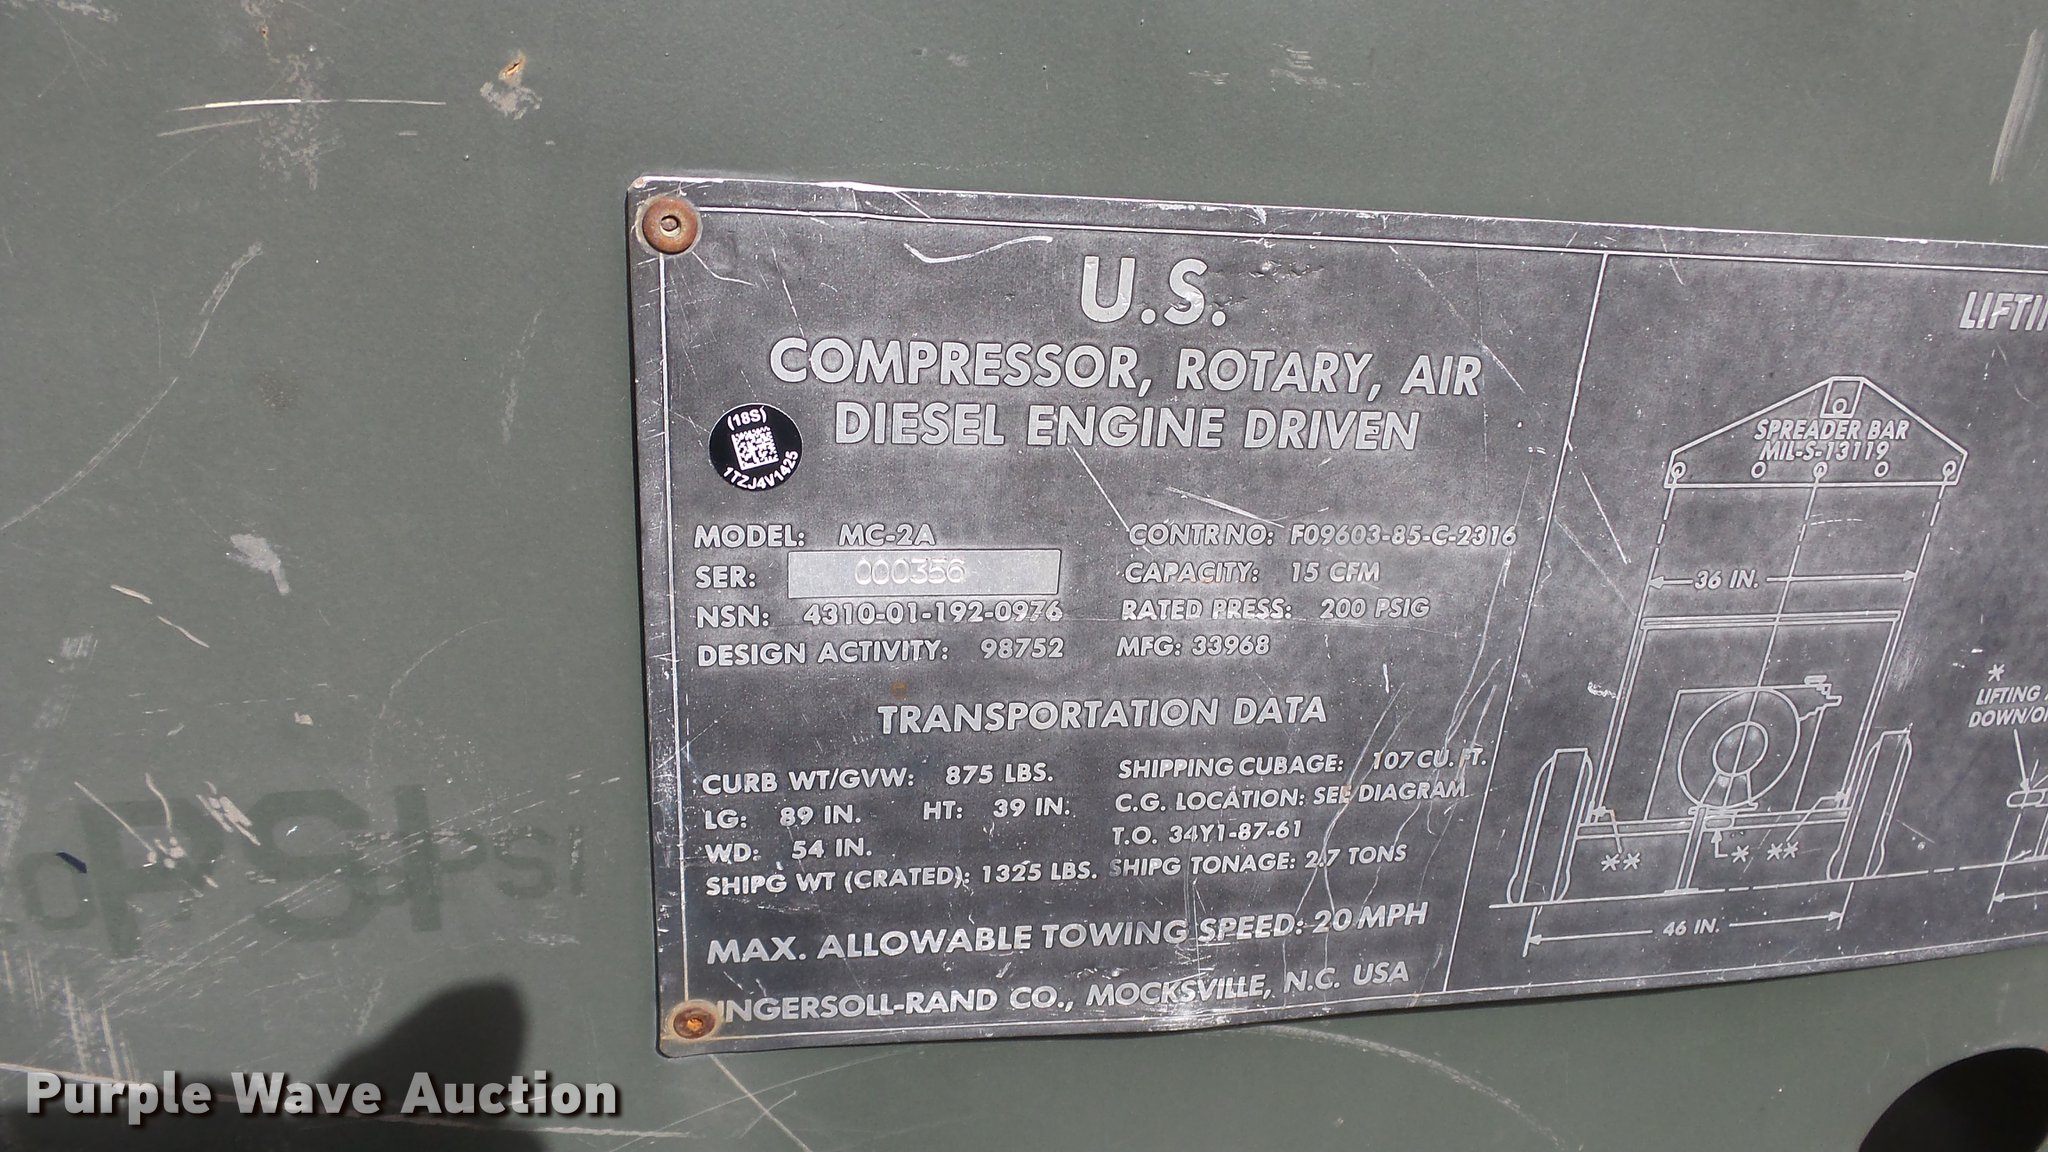 U.S.
COMPRESSOR, ROTARY, AIR
DIESEL ENGINE DRIVEN
(18S)
1TZJ4V1425
MODEL: MC-2A
SER: 000356
NSN: 4310-01-192-0976
DESIGN ACTIVITY: 98752
CONTR NO: F09603-85-C-2316
CAPACITY: 15 CFM
RATED PRESS: 200 PSIG
MFG: 33968
TRANSPORTATION DATA
CURB WT/GVW: 875 LBS.
LG: 89 IN. HT: 39 IN.
WD: 54 IN.
SHIPG WT (CRATED): 1325 LBS.
SHIPPING CUBAGE: 107 CU. FT.
C.G. LOCATION: SEE DIAGRAM
T.O. 34Y1-87-61
SHIPG TONAGE: 2.7 TONS
MAX. ALLOWABLE TOWING SPEED: 20 MPH
INGERSOLL-RAND CO., MOCKSVILLE, N.C. USA
SPREADER BAR
MIL-S-13119
36 IN.
** * **
46 IN.
*
LIFTING
PSI PSI
Purple Wave Auction